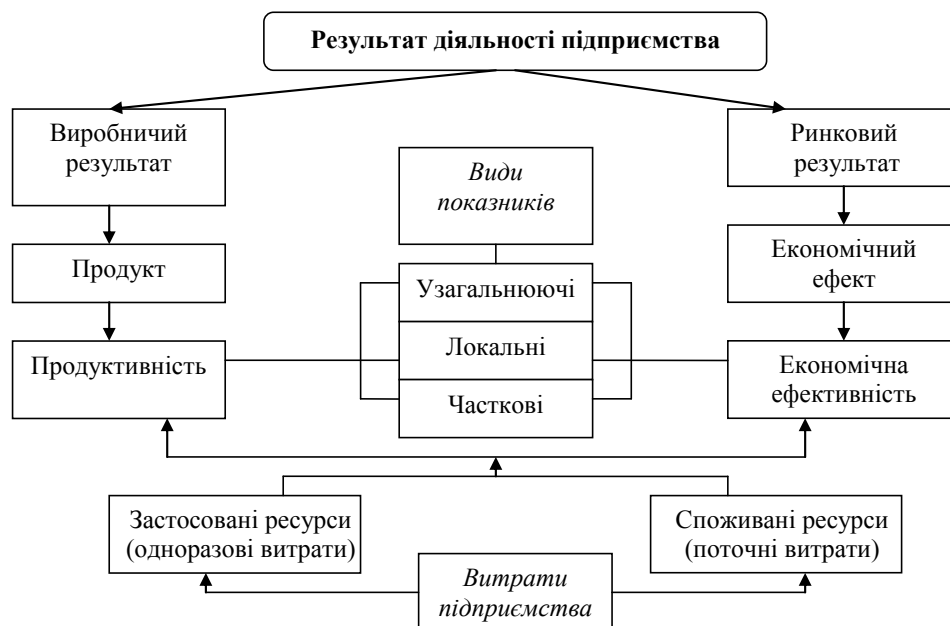 Результат діяльності підприємства
Виробничий
результат
Ринковий
результат
Види
показників
Продукт
Економічний
ефект
Узагальнюючі
Локальні
Часткові
Продуктивність
Економічна
ефективність
Застосовані ресурси
(одноразові витрати)
Споживані ресурси
(поточні витрати)
Витрати
підприємства